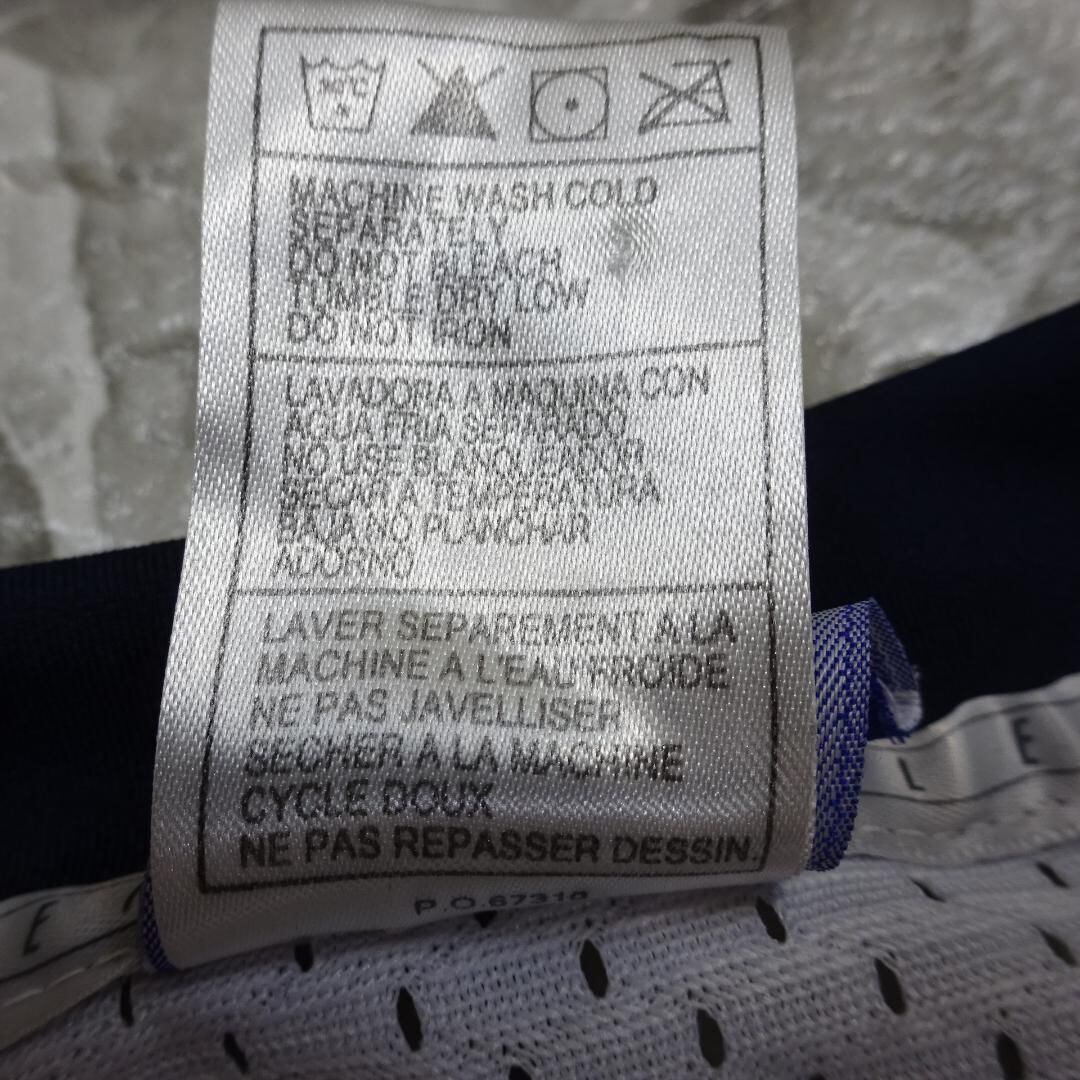 30°C
MACHINE WASH COLD
SEPARATELY
DO NOT BLEACH
TUMBLE DRY LOW
DO NOT IRON
LAVADORA A MAQUINA CON
AGUA FRIA SEPARADO
NO USE BLANQUEADOR
SECAR A TEMPERATURA
BAJA NO PLANCHAR
ADORNO
LAVER SEPAREMENT A LA
MACHINE A L'EAU FROIDE
NE PAS JAVELLISER
SECHER A LA MACHINE
CYCLE DOUX
NE PAS REPASSER DESSIN.
L E
E